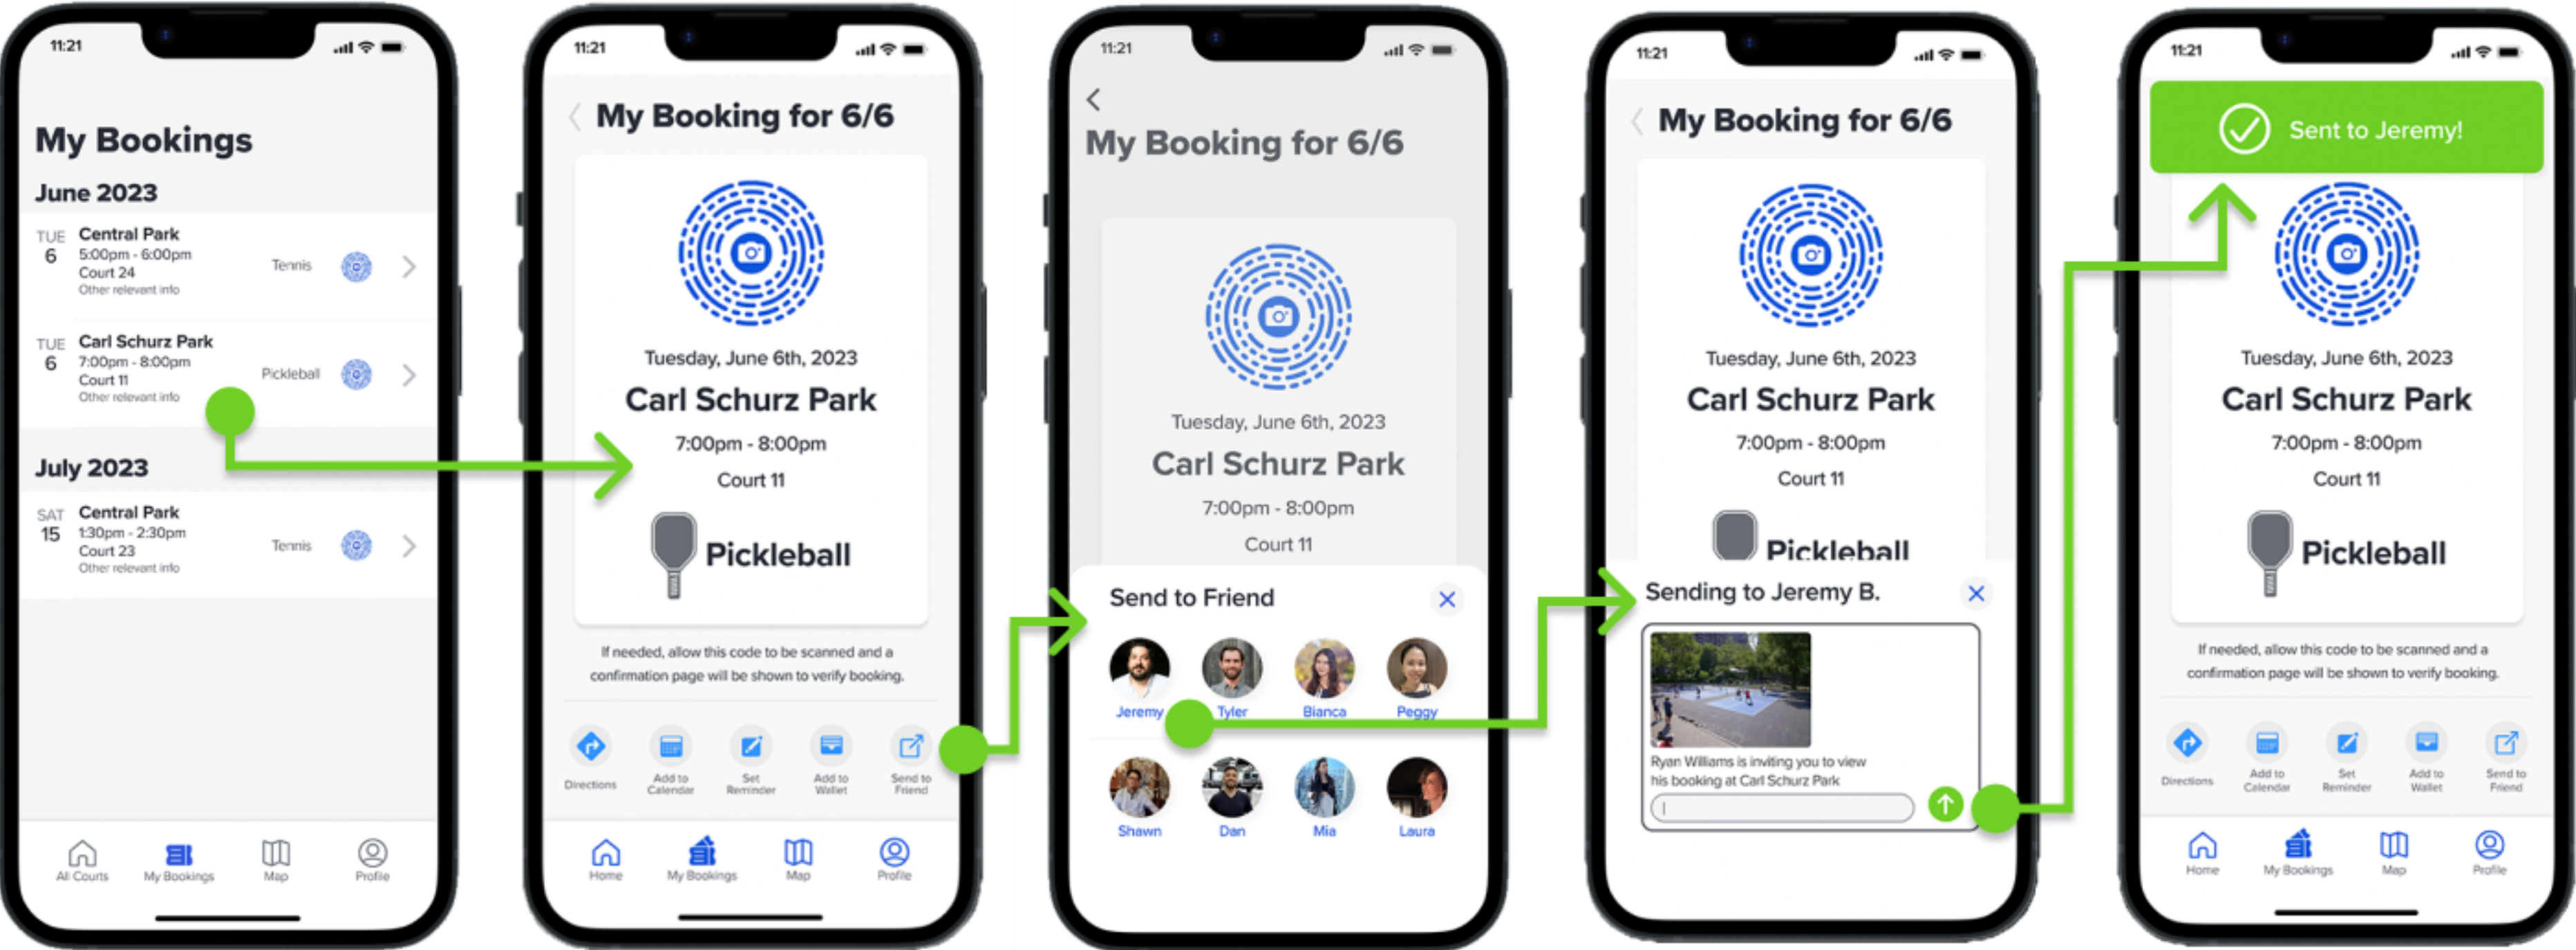 11:21
My Bookings
June 2023
TUE
6
Central Park
5:00pm - 6:00pm
Court 24
Other relevant info
Tennis
TUE
6
Carl Schurz Park
7:00pm - 8:00pm
Court 11
Other relevant info
Pickleball
July 2023
SAT
15
Central Park
1:30pm - 2:30pm
Court 23
Other relevant info
Tennis
All Courts
My Bookings
Map
Profile
11:21
My Booking for 6/6
Tuesday, June 6th, 2023
Carl Schurz Park
7:00pm - 8:00pm
Court 11
Pickleball
If needed, allow this code to be scanned and a
confirmation page will be shown to verify booking.
Directions
Add to
Calendar
Set
Reminder
Add to
Wallet
Send to
Friend
Home
My Bookings
Map
Profile
11:21
My Booking for 6/6
Tuesday, June 6th, 2023
Carl Schurz Park
7:00pm - 8:00pm
Court 11
Send to Friend
Jeremy
Tyler
Bianca
Peggy
Shawn
Dan
Mia
Laura
11:21
My Booking for 6/6
Tuesday, June 6th, 2023
Carl Schurz Park
7:00pm - 8:00pm
Court 11
Pickleball
Sending to Jeremy B.
Ryan Williams is inviting you to view
his booking at Carl Schurz Park
11:21
Sent to Jeremy!
Tuesday, June 6th, 2023
Carl Schurz Park
7:00pm - 8:00pm
Court 11
Pickleball
If needed, allow this code to be scanned and a
confirmation page will be shown to verify booking.
Directions
Add to
Calendar
Set
Reminder
Add to
Wallet
Send to
Friend
Home
My Bookings
Map
Profile